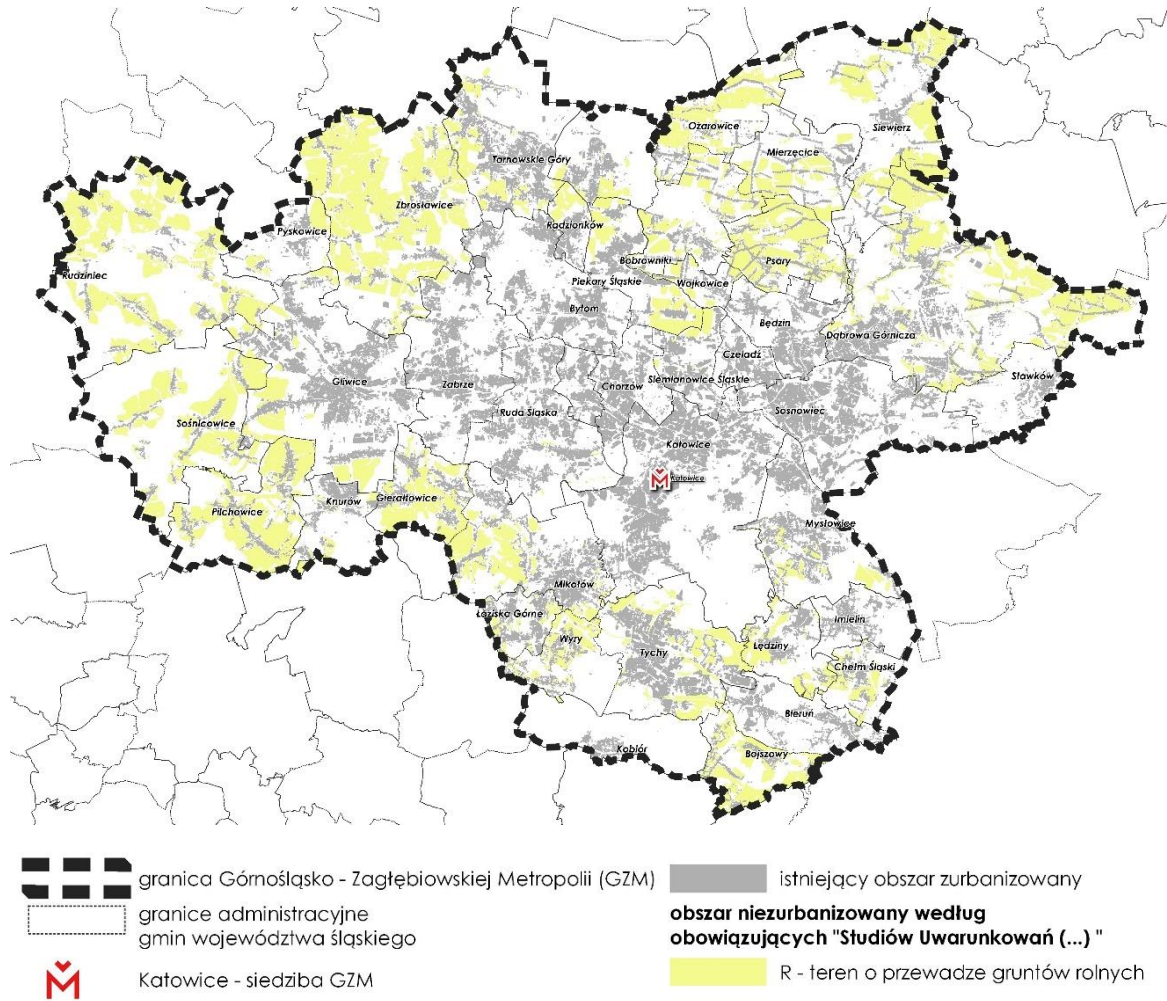 Ożarowice
Siewierz
Mierzęcice
Tarnowskie Góry
Zbrosławice
Radzionków
Pyskowice
Bobrowniki
Psary
Rudziniec
Piekary Śląskie
Wojkowice
Bytom
Będzin
Dąbrowa Górnicza
Czeladź
Sławków
Gliwice
Zabrze
Chorzów
Siemianowice Śląskie
Sosnowiec
Ruda Śląska
Sośnicowice
Katowice
Katowice
Knurów
Gierałtowice
Pilchowice
Mysłowice
Mikołów
Łaziska Górne
Imielin
Wyry
Tychy
Lędziny
Chełm Śląski
Bieruń
Kobiór
Bojszowy
granica Górnośląsko - Zagłębiowskiej Metropolii (GZM)
granice administracyjne
gmin województwa śląskiego
Katowice - siedziba GZM
istniejący obszar zurbanizowany
obszar niezurbanizowany według
obowiązujących "Studiów Uwarunkowań (...) "
R - teren o przewadze gruntów rolnych